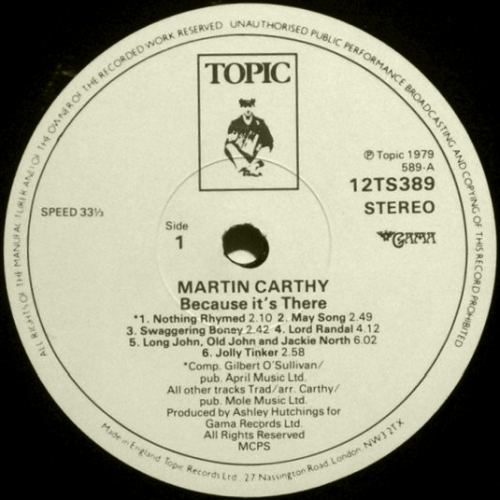 ALL RIGHTS OF THE MANUFACTURER AND OF THE OWNER OF THE RECORDED WORK RESERVED UNAUTHORISED PUBLIC PERFORMANCE BROADCASTING AND COPYING OF THIS RECORD PROHIBITED
TOPIC
℗ Topic 1979
589-A
12TS389
STEREO
GAMA
SPEED 33⅓
Side
1
MARTIN CARTHY
Because it's There
*1. Nothing Rhymed 2.10 2. May Song 2.49
3. Swaggering Boney 2.42 4. Lord Randal 4.12
5. Long John, Old John and Jackie North 6.02
6. Jolly Tinker 2.58
*Comp. Gilbert O'Sullivan/
pub. April Music Ltd.
All other tracks Trad/arr. Carthy/
pub. Mole Music Ltd.
Produced by Ashley Hutchings for
Gama Records Ltd.
All Rights Reserved
MCPS
Made in England. Topic Records Ltd., 27 Nassington Road, London, NW3 2TX